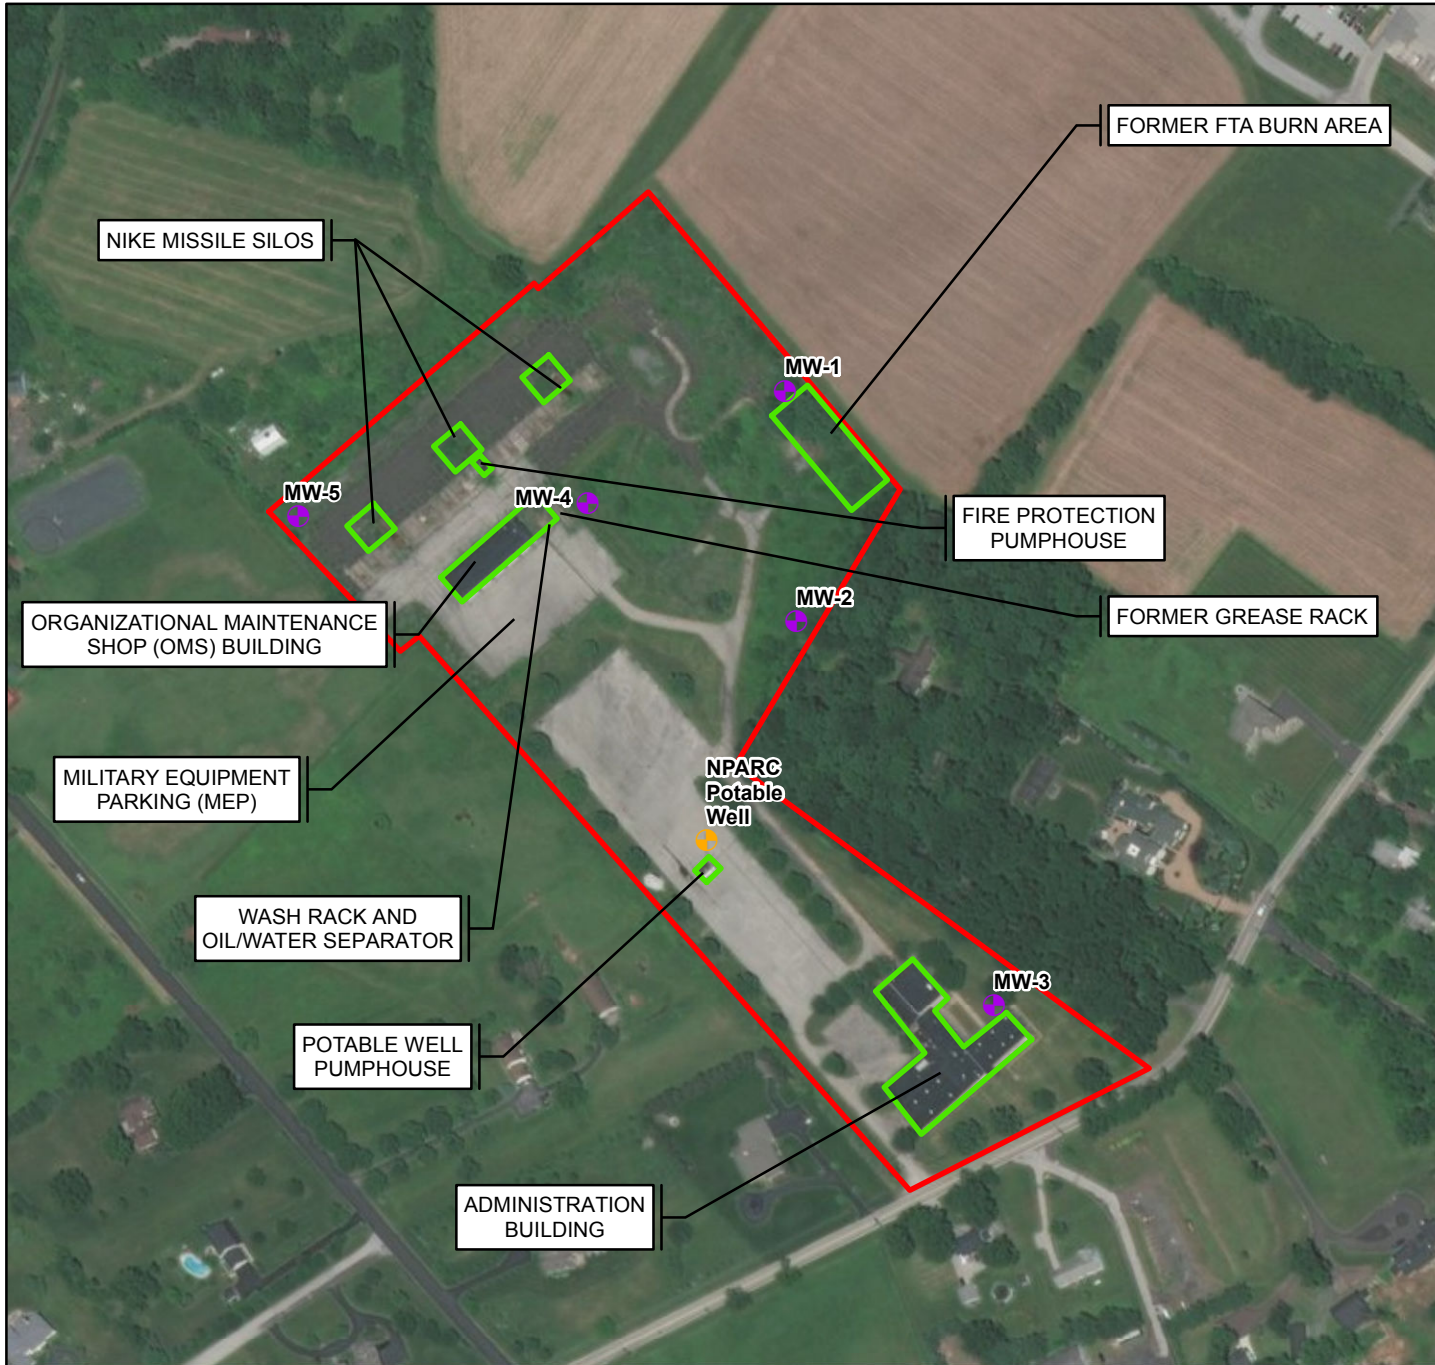 FORMER FTA BURN AREA
NIKE MISSILE SILOS
MW-1
MW-5
MW-4
FIRE PROTECTION
PUMPHOUSE
MW-2
FORMER GREASE RACK
ORGANIZATIONAL MAINTENANCE
SHOP (OMS) BUILDING
MILITARY EQUIPMENT
PARKING (MEP)
NPARC
Potable
Well
WASH RACK AND
OIL/WATER SEPARATOR
MW-3
POTABLE WELL
PUMPHOUSE
ADMINISTRATION
BUILDING